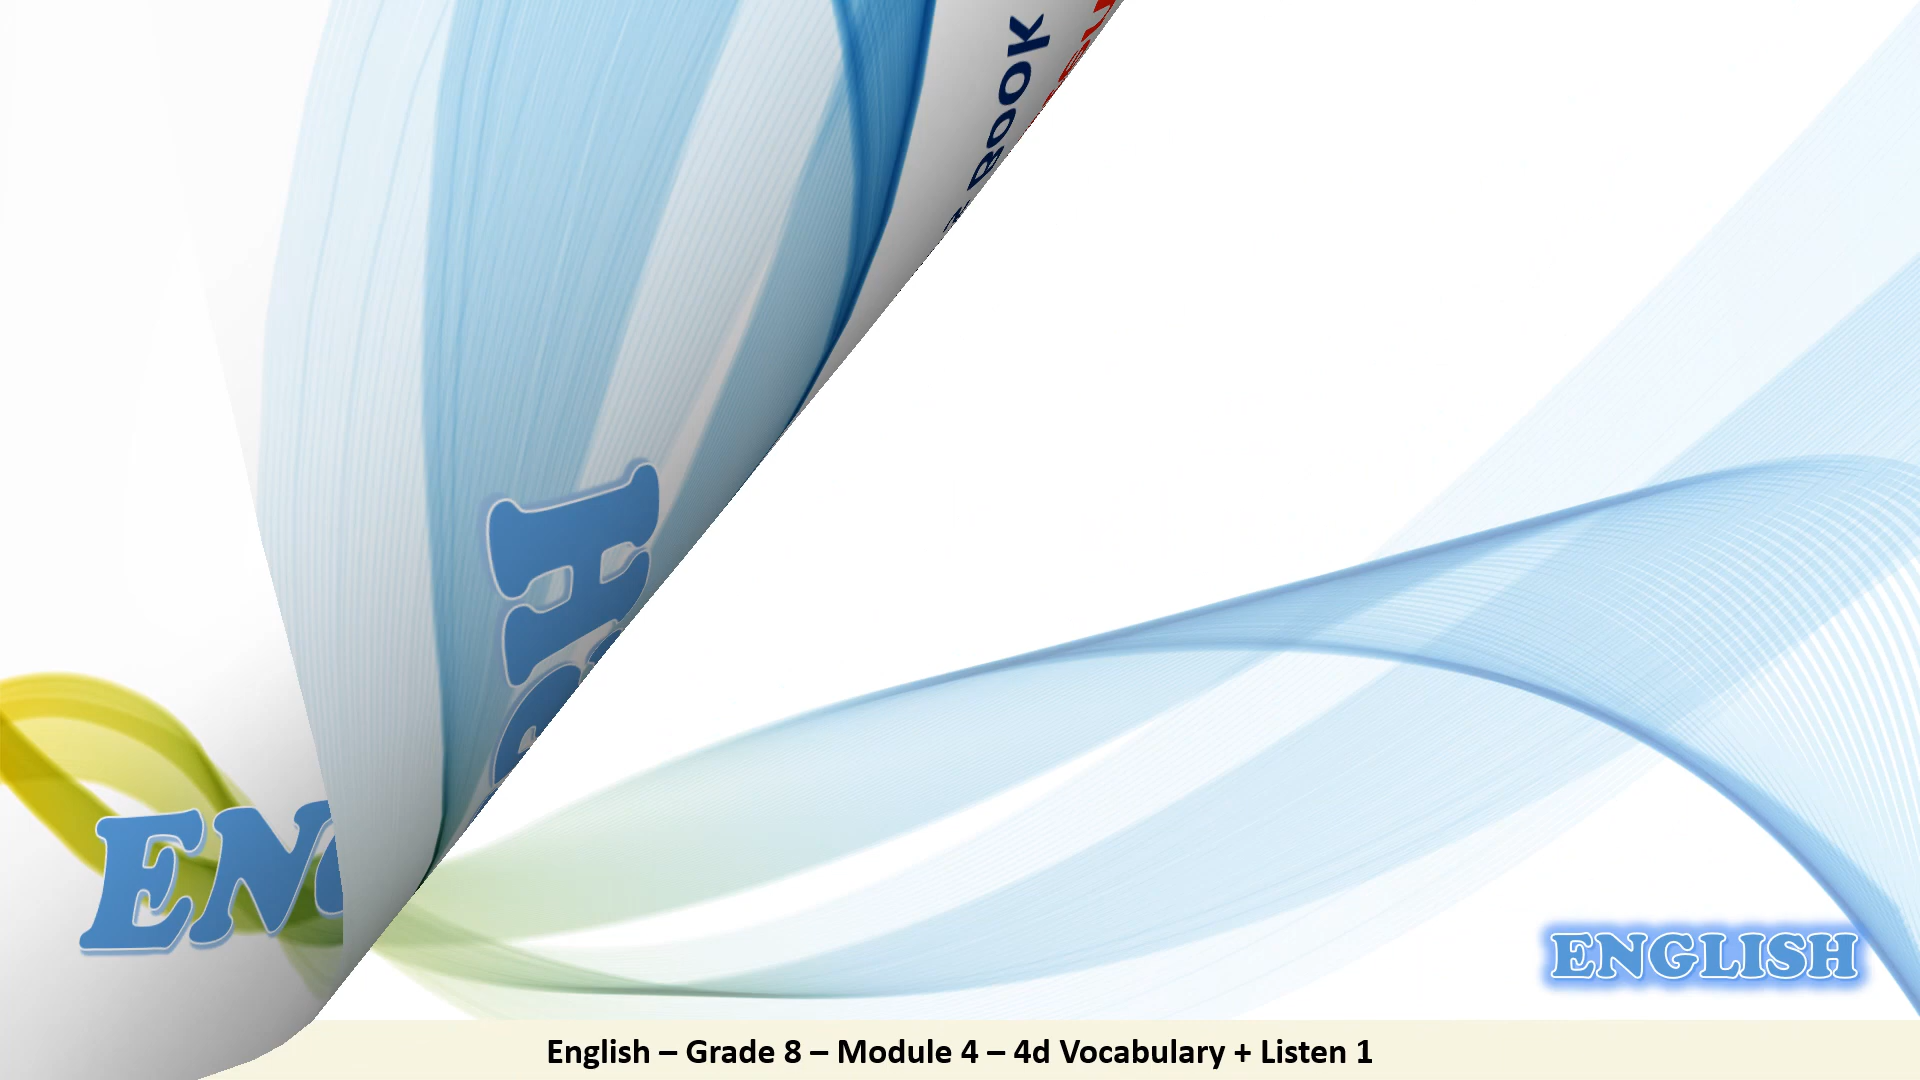 BOOK
ENGLISH
English – Grade 8 – Module 4 – 4d Vocabulary + Listen 1